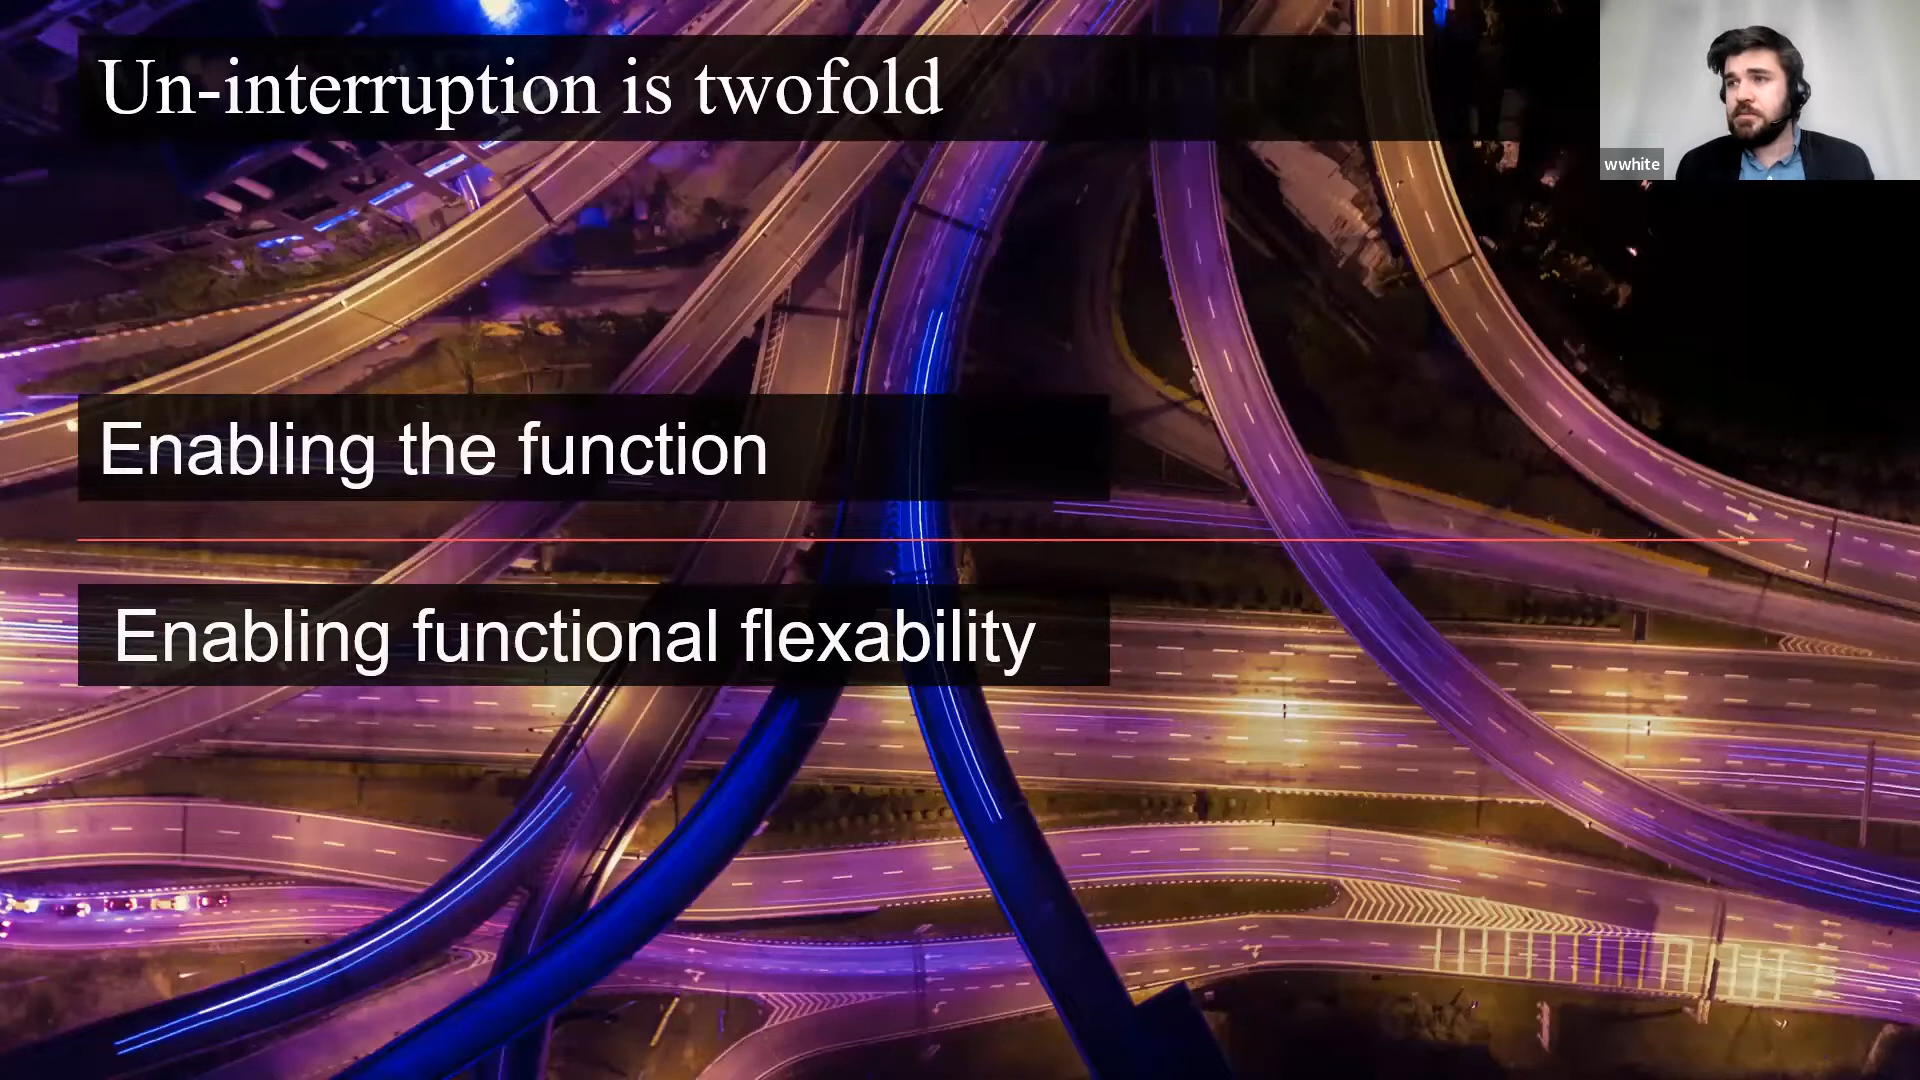 Un-interruption is twofold
wwhite
Enabling the function
Enabling functional flexability